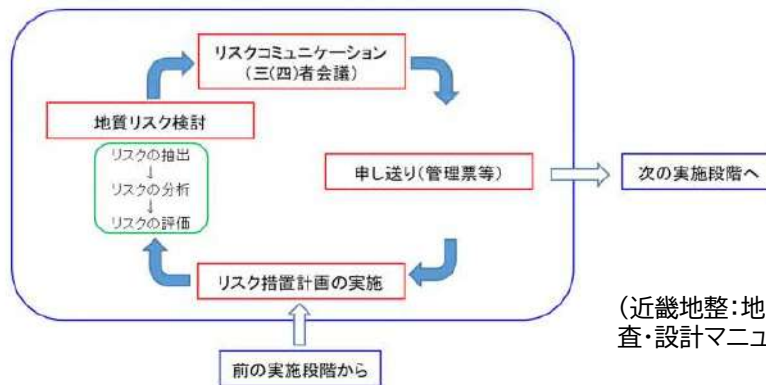 リスクコミュニケーション
(三(四)者会議)
地質リスク検討
リスクの抽出
↓
リスクの分析
↓
リスクの評価
申し送り(管理票等)
次の実施段階へ
リスク措置計画の実施
(近畿地整:地
査・設計マニュ
前の実施段階から